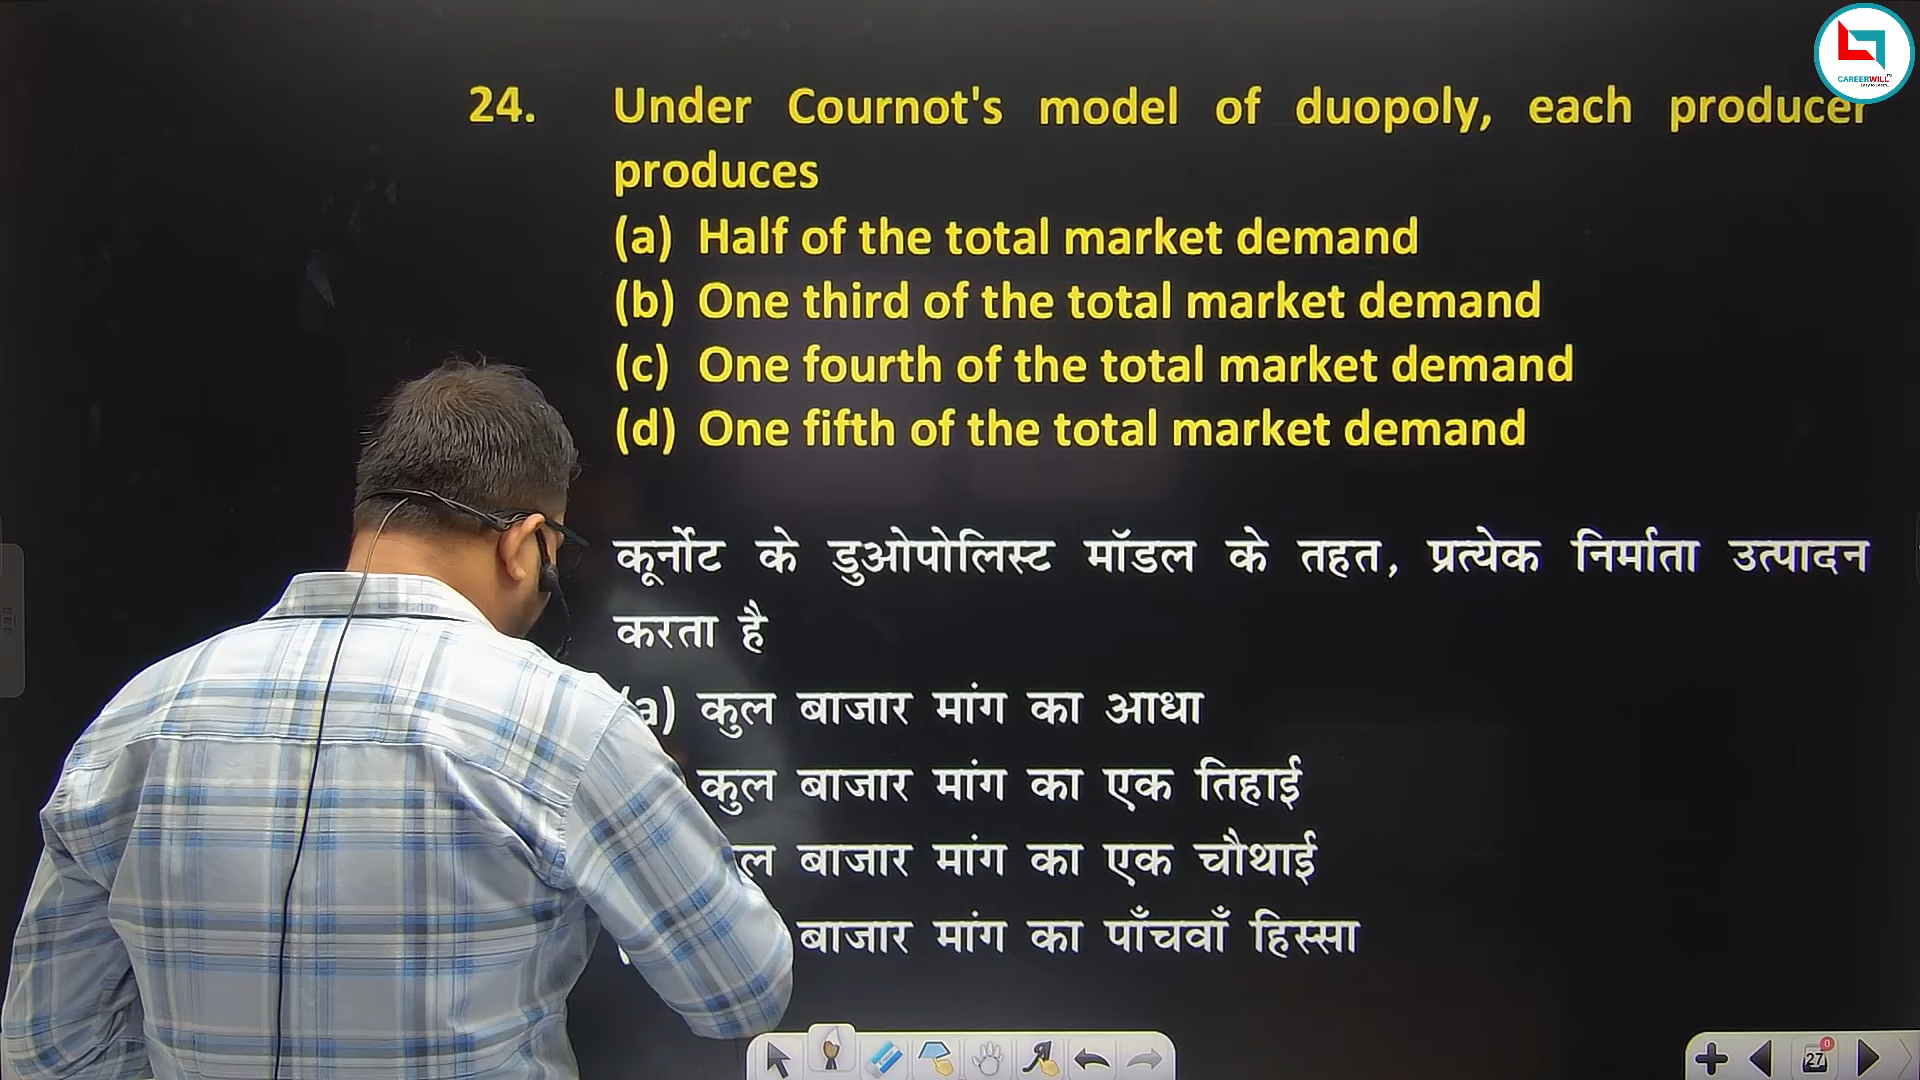 CAREERWILL
24. Under Cournot's model of duopoly, each producer
produces
(a) Half of the total market demand
(b) One third of the total market demand
(c) One fourth of the total market demand
(d) One fifth of the total market demand
कूर्नोट के डुओपोलिस्ट मॉडल के तहत, प्रत्येक निर्माता उत्पादन
करता है
(a) कुल बाजार मांग का आधा
कुल बाजार मांग का एक तिहाई
बाजार मांग का एक चौथाई
बाजार मांग का पाँचवाँ हिस्सा
27
0